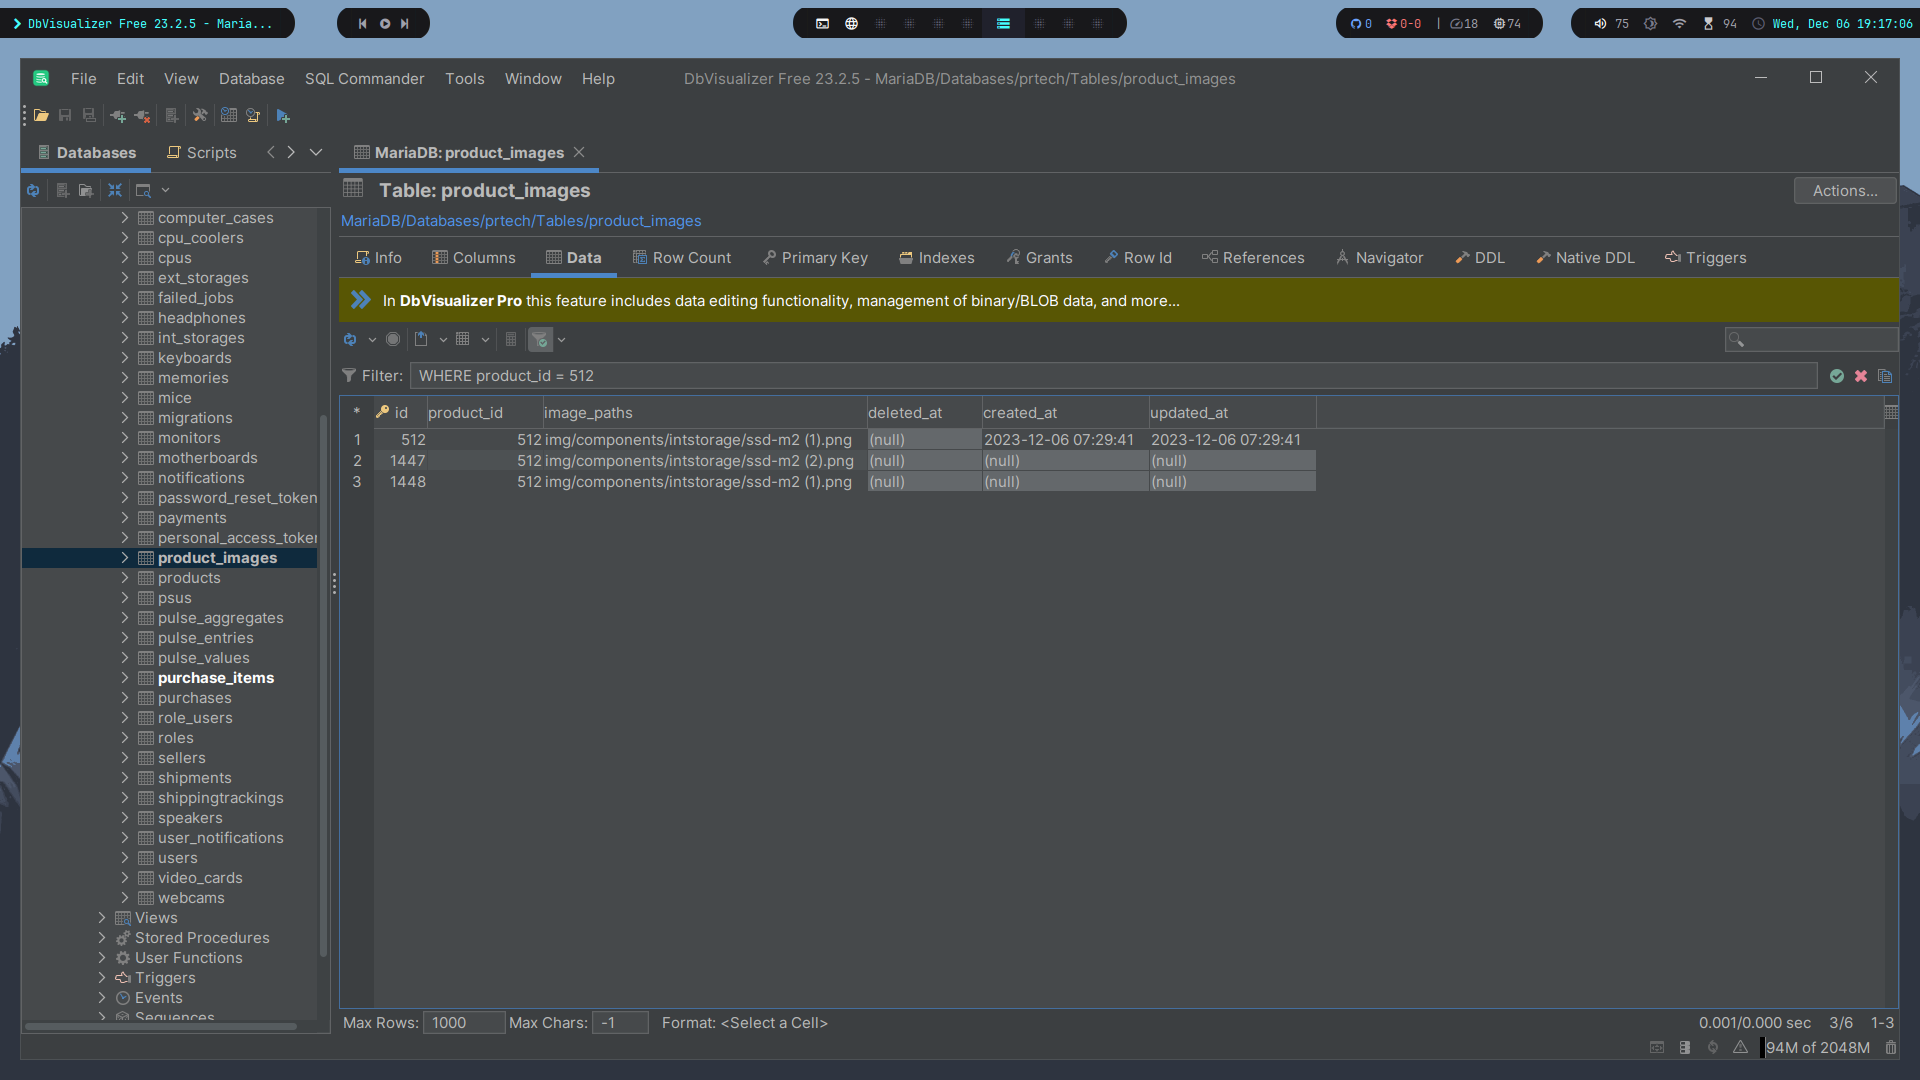 DbVisualizer Free 23.2.5 - Maria...
0 0-0 | 18 74
75 94 Wed, Dec 06 19:17:06
File Edit View Database SQL Commander Tools Window Help
DbVisualizer Free 23.2.5 - MariaDB/Databases/prtech/Tables/product_images
Databases Scripts
MariaDB: product_images
Table: product_images
Actions...
MariaDB/Databases/prtech/Tables/product_images
Info Columns Data Row Count Primary Key Indexes Grants Row Id References Navigator DDL Native DDL Triggers
In DbVisualizer Pro this feature includes data editing functionality, management of binary/BLOB data, and more...
Filter: WHERE product_id = 512
* id product_id image_paths deleted_at created_at updated_at
1 512 512 img/components/intstorage/ssd-m2 (1).png (null) 2023-12-06 07:29:41 2023-12-06 07:29:41
2 1447 512 img/components/intstorage/ssd-m2 (2).png (null) (null) (null)
3 1448 512 img/components/intstorage/ssd-m2 (1).png (null) (null) (null)
computer_cases
cpu_coolers
cpus
ext_storages
failed_jobs
headphones
int_storages
keyboards
memories
mice
migrations
monitors
motherboards
notifications
password_reset_token
payments
personal_access_token
product_images
products
psus
pulse_aggregates
pulse_entries
pulse_values
purchase_items
purchases
role_users
roles
sellers
shipments
shippingtrackings
speakers
user_notifications
users
video_cards
webcams
Views
Stored Procedures
User Functions
Triggers
Events
Sequences
Max Rows: 1000 Max Chars: -1 Format: <Select a Cell>
0.001/0.000 sec 3/6 1-3
94M of 2048M